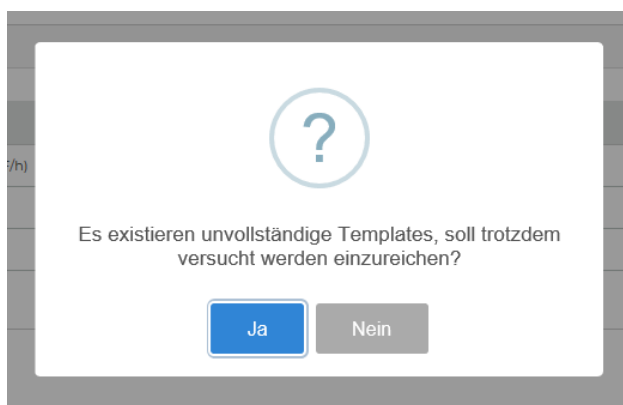 ?
F/h)
Es existieren unvollständige Templates, soll trotzdem
versucht werden einzureichen?
Ja
Nein